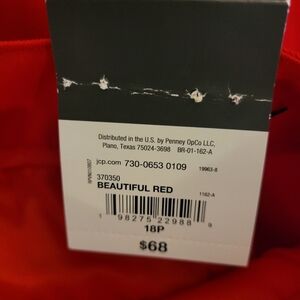 Distributed in the U.S. by Penney OpCo LLC,
Plano, Texas 75024-3698 BR-01-162-A
jcp.com 730-0653 0109 19963-8
370350
BEAUTIFUL RED
1162-A
1 98275 22988
18P
$68